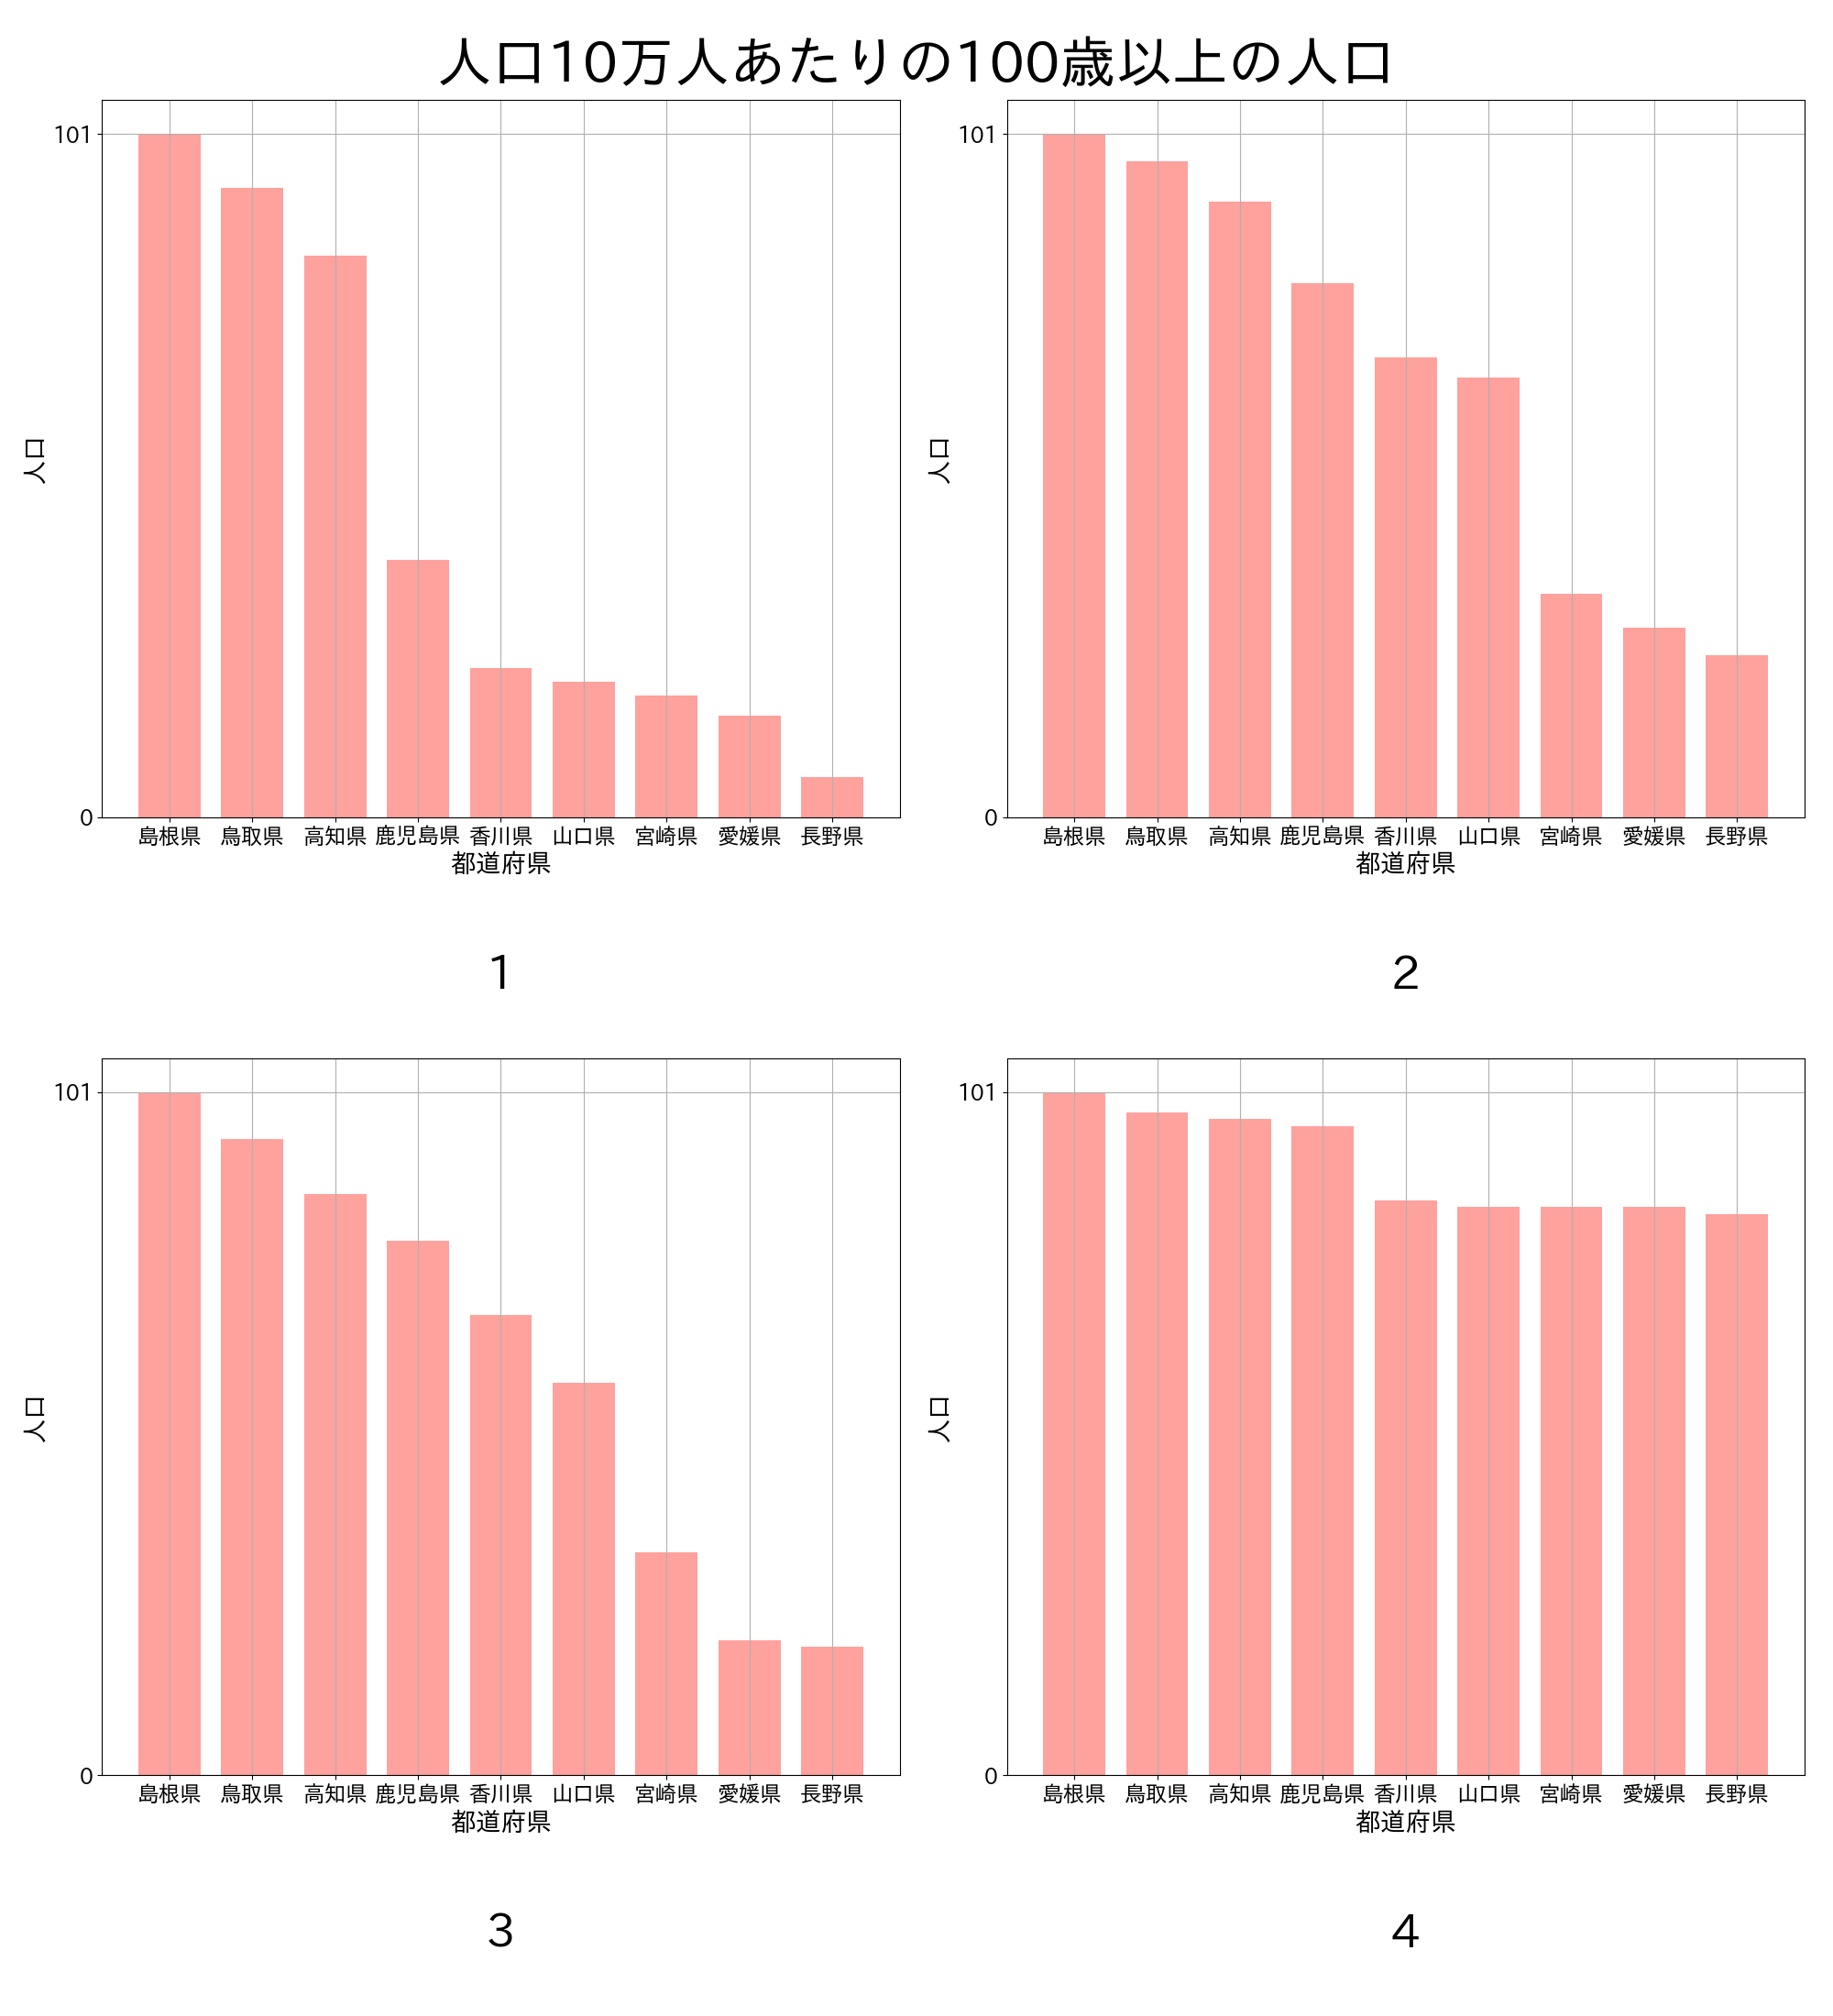 人口10万人あたりの100歳以上の人口
101
0
人口
島根県 鳥取県 高知県 鹿児島県 香川県 山口県 宮崎県 愛媛県 長野県
都道府県
1
101
0
人口
島根県 鳥取県 高知県 鹿児島県 香川県 山口県 宮崎県 愛媛県 長野県
都道府県
2
101
0
人口
島根県 鳥取県 高知県 鹿児島県 香川県 山口県 宮崎県 愛媛県 長野県
都道府県
3
101
0
人口
島根県 鳥取県 高知県 鹿児島県 香川県 山口県 宮崎県 愛媛県 長野県
都道府県
4